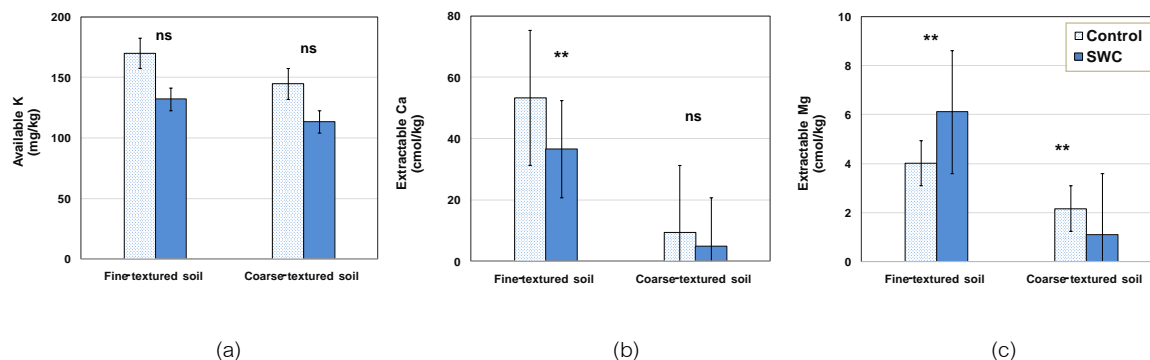 200
150
100
50
0
Available K
(mg/kg)
ns
ns
Fine-textured soil
Coarse-textured soil
(a)
80
60
40
20
0
Extractable Ca
(cmol/kg)
**
ns
Fine-textured soil
Coarse-textured soil
(b)
10
8
6
4
2
0
Extractable Mg
(cmol/kg)
**
**
Control
SWC
Fine-textured soil
Coarse-textured soil
(c)